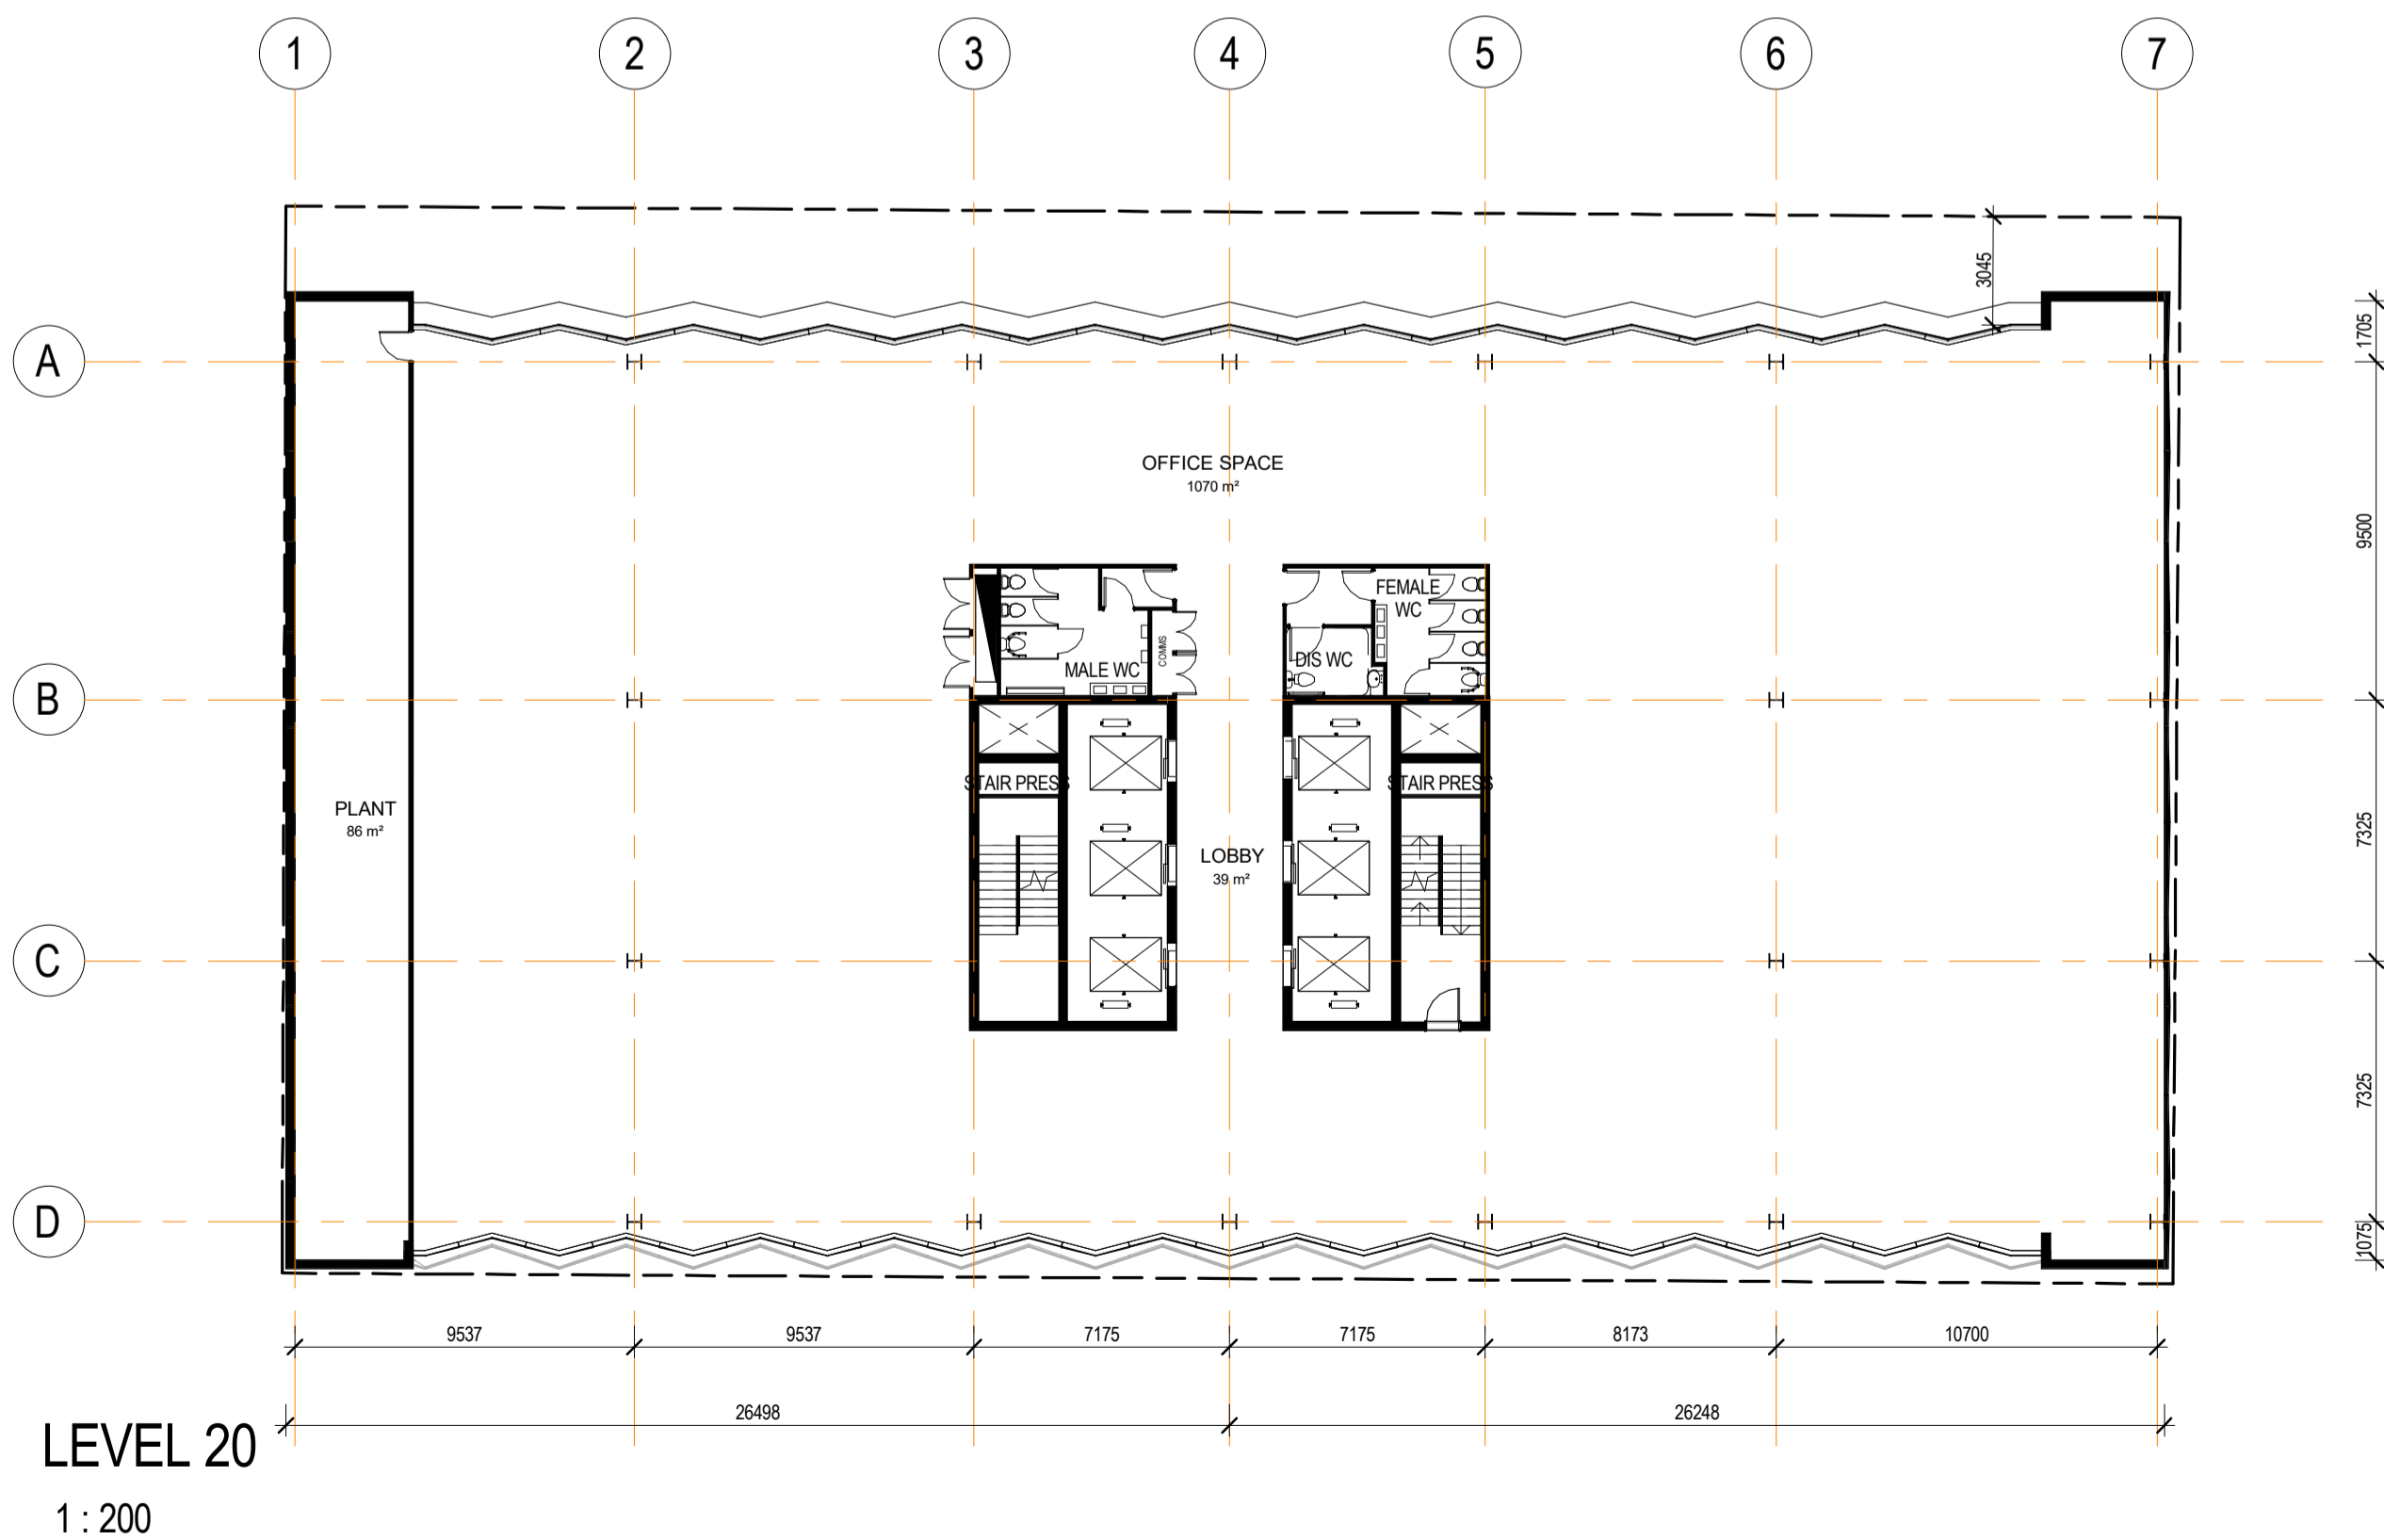 1
2
3
4
5
6
7
3045
1705
A
OFFICE SPACE
1070 m²
9500
FEMALE
WC
COMMS
DIS WC
MALE WC
B
STAIR PRESS
STAIR PRESS
PLANT
86 m²
7325
LOBBY
39 m²
C
7325
D
1075
9537
9537
7175
7175
8173
10700
26498
26248
LEVEL 20
1 : 200